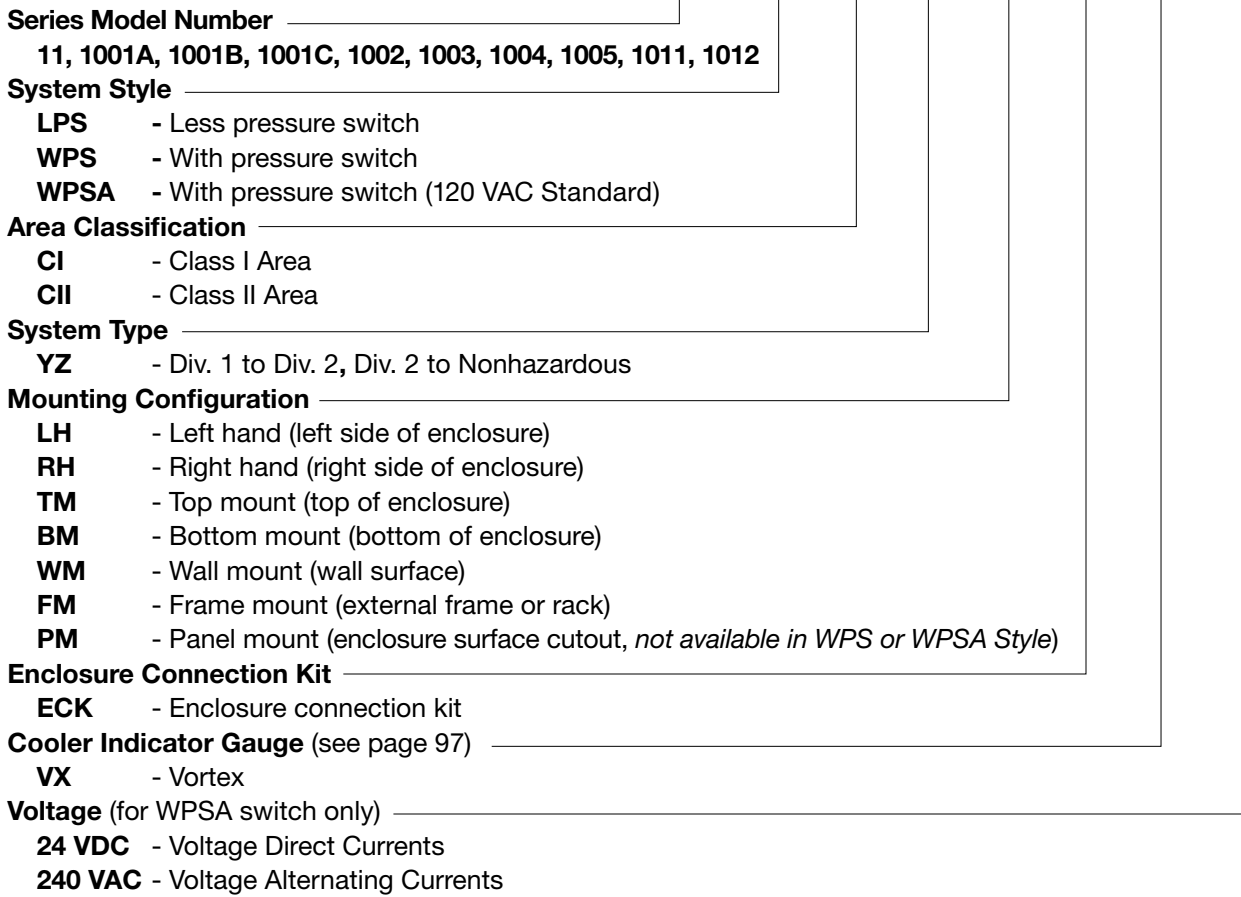 Series Model Number
11, 1001A, 1001B, 1001C, 1002, 1003, 1004, 1005, 1011, 1012
System Style
LPS - Less pressure switch
WPS - With pressure switch
WPSA - With pressure switch (120 VAC Standard)
Area Classification
CI - Class I Area
CII - Class II Area
System Type
YZ - Div. 1 to Div. 2, Div. 2 to Nonhazardous
Mounting Configuration
LH - Left hand (left side of enclosure)
RH - Right hand (right side of enclosure)
TM - Top mount (top of enclosure)
BM - Bottom mount (bottom of enclosure)
WM - Wall mount (wall surface)
FM - Frame mount (external frame or rack)
PM - Panel mount (enclosure surface cutout, not available in WPS or WPSA Style)
Enclosure Connection Kit
ECK - Enclosure connection kit
Cooler Indicator Gauge (see page 97)
VX - Vortex
Voltage (for WPSA switch only)
24 VDC - Voltage Direct Currents
240 VAC - Voltage Alternating Currents